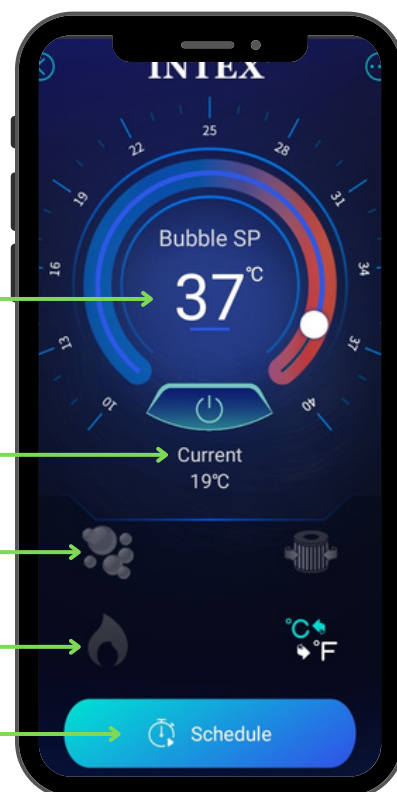 INTEX
25
22
28
19
31
16
34
13
37
10
40
Bubble SP
37℃
Current
19℃
℃
°F
Schedule